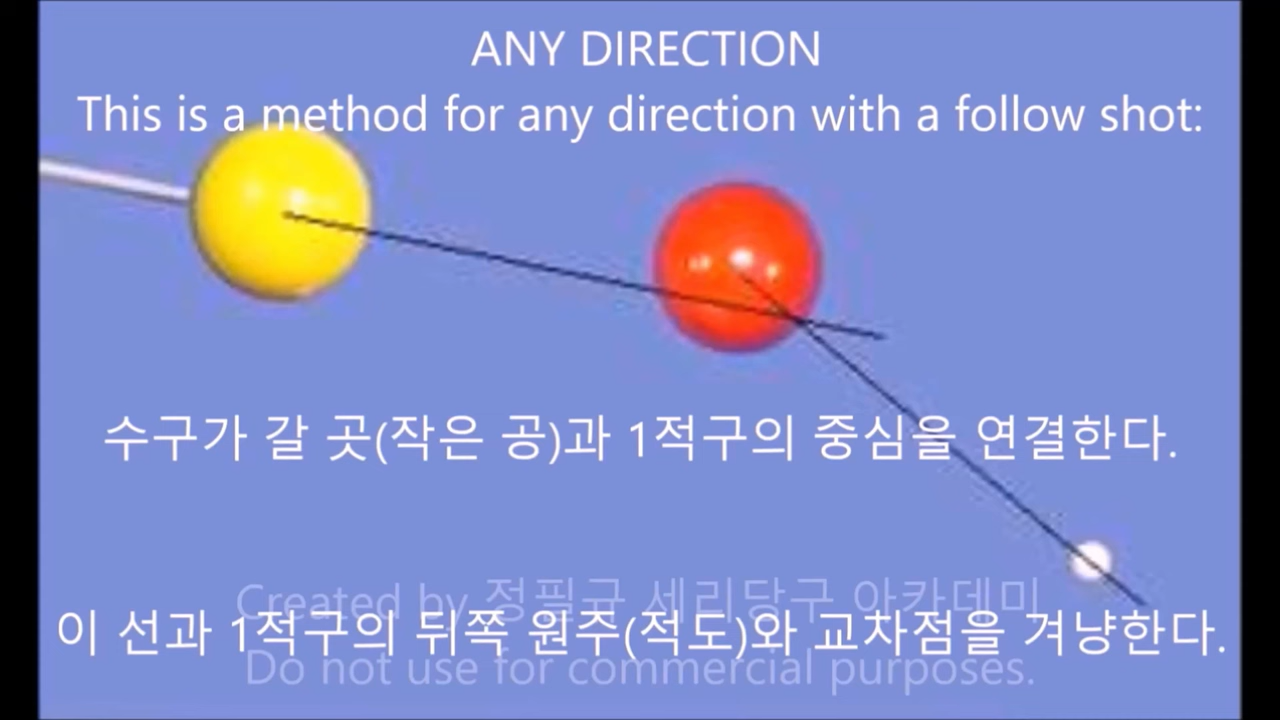 ANY DIRECTION
This is a method for any direction with a follow shot:
수구가 갈 곳(작은 공)과 1적구의 중심을 연결한다.
Created by 정필규 세리당구 아카데미
이 선과 1적구의 뒤쪽 원주(적도)와 교차점을 겨냥한다.
Do not use for commercial purposes.